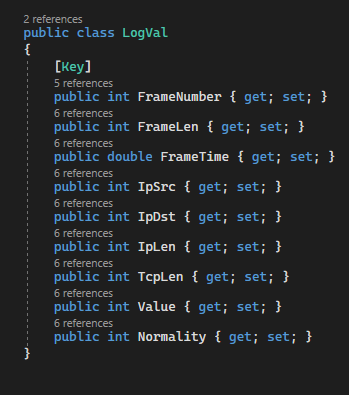 2 references
public class LogVal
{
[Key]
5 references
public int FrameNumber { get; set; }
6 references
public int FrameLen { get; set; }
6 references
public double FrameTime { get; set; }
6 references
public int IpSrc { get; set; }
6 references
public int IpDst { get; set; }
6 references
public int IpLen { get; set; }
6 references
public int TcpLen { get; set; }
6 references
public int Value { get; set; }
6 references
public int Normality { get; set; }
}